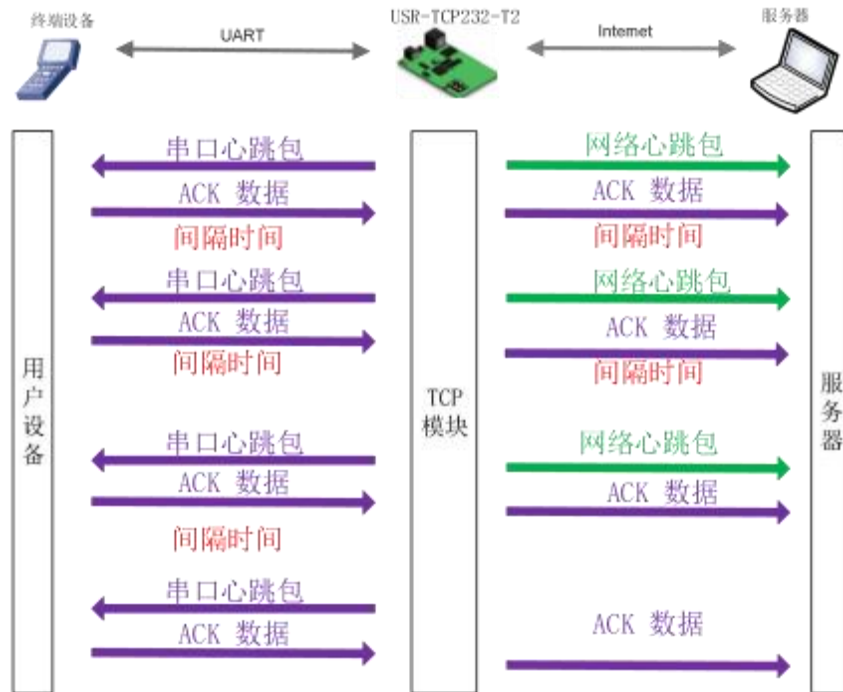 终端设备
UART
USR-TCP232-T2
Internet
服务器
串口心跳包
网络心跳包
ACK 数据
ACK 数据
间隔时间
间隔时间
串口心跳包
网络心跳包
ACK 数据
ACK 数据
间隔时间
间隔时间
用户设备
TCP
模块
服务器
串口心跳包
网络心跳包
ACK 数据
ACK 数据
间隔时间
串口心跳包
ACK 数据
ACK 数据